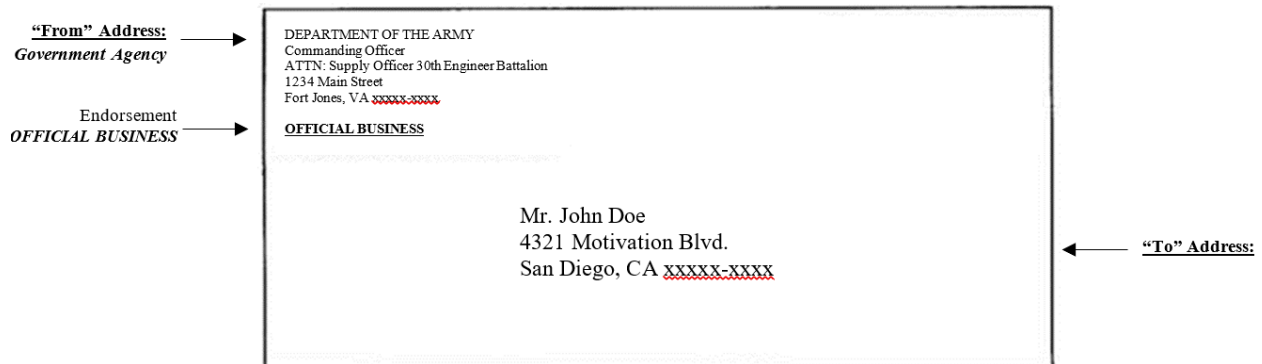 “From” Address:
Government Agency
Endorsement
OFFICIAL BUSINESS
DEPARTMENT OF THE ARMY
Commanding Officer
ATTN: Supply Officer 30th Engineer Battalion
1234 Main Street
Fort Jones, VA xxxxx-xxxx
OFFICIAL BUSINESS
Mr. John Doe
4321 Motivation Blvd.
San Diego, CA xxxxx-xxxx
“To” Address: